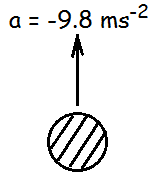 a = -9.8 ms⁻²